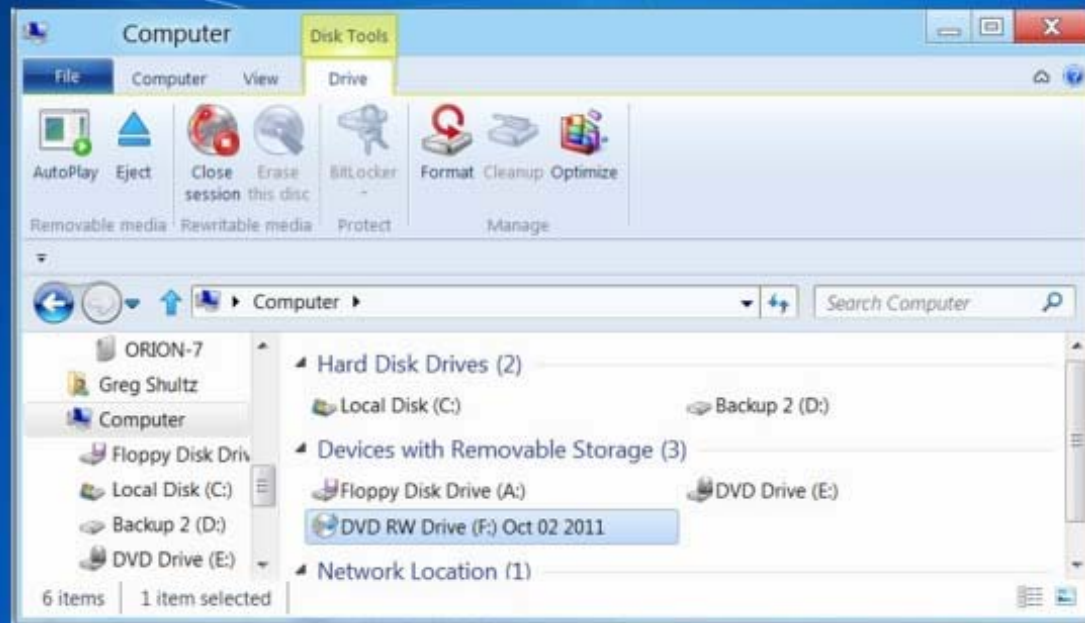 Computer
Disk Tools
File Computer View Drive
AutoPlay Eject Close session Erase this disc BitLocker Format Cleanup Optimize
Removable media Rewritable media Protect Manage
Computer Search Computer
ORION-7
Greg Shultz
Computer
Floppy Disk Driv
Local Disk (C:)
Backup 2 (D:)
DVD Drive (E:)
Hard Disk Drives (2)
Local Disk (C:) Backup 2 (D:)
Devices with Removable Storage (3)
Floppy Disk Drive (A:) DVD Drive (E:)
DVD RW Drive (F:) Oct 02 2011
Network Location (1)
6 items 1 item selected